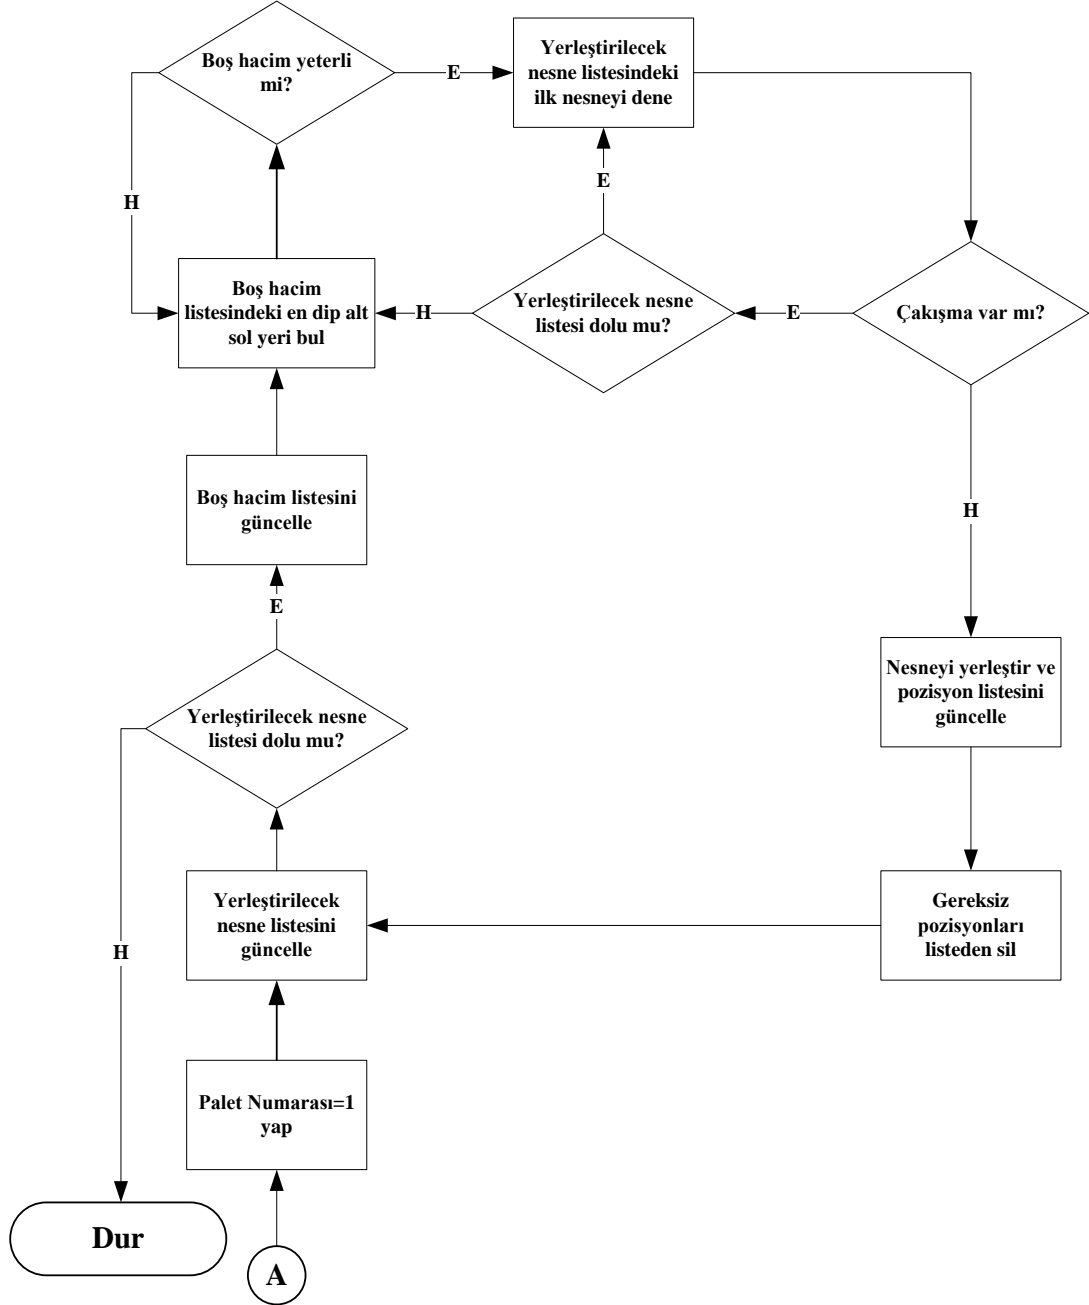 Boş hacim yeterli
mi?
E
Yerleştirilecek
nesne listesindeki
ilk nesneyi dene
H
E
Boş hacim
listesindeki en dip alt
sol yeri bul
H
Yerleştirilecek nesne
listesi dolu mu?
E
Çakışma var mı?
Boş hacim listesini
güncelle
H
E
Yerleştirilecek nesne
listesi dolu mu?
Nesneyi yerleştir ve
pozisyon listesini
güncelle
H
Yerleştirilecek
nesne listesini
güncelle
Gereksiz
pozisyonları
listeden sil
Palet Numarası=1
yap
Dur
A